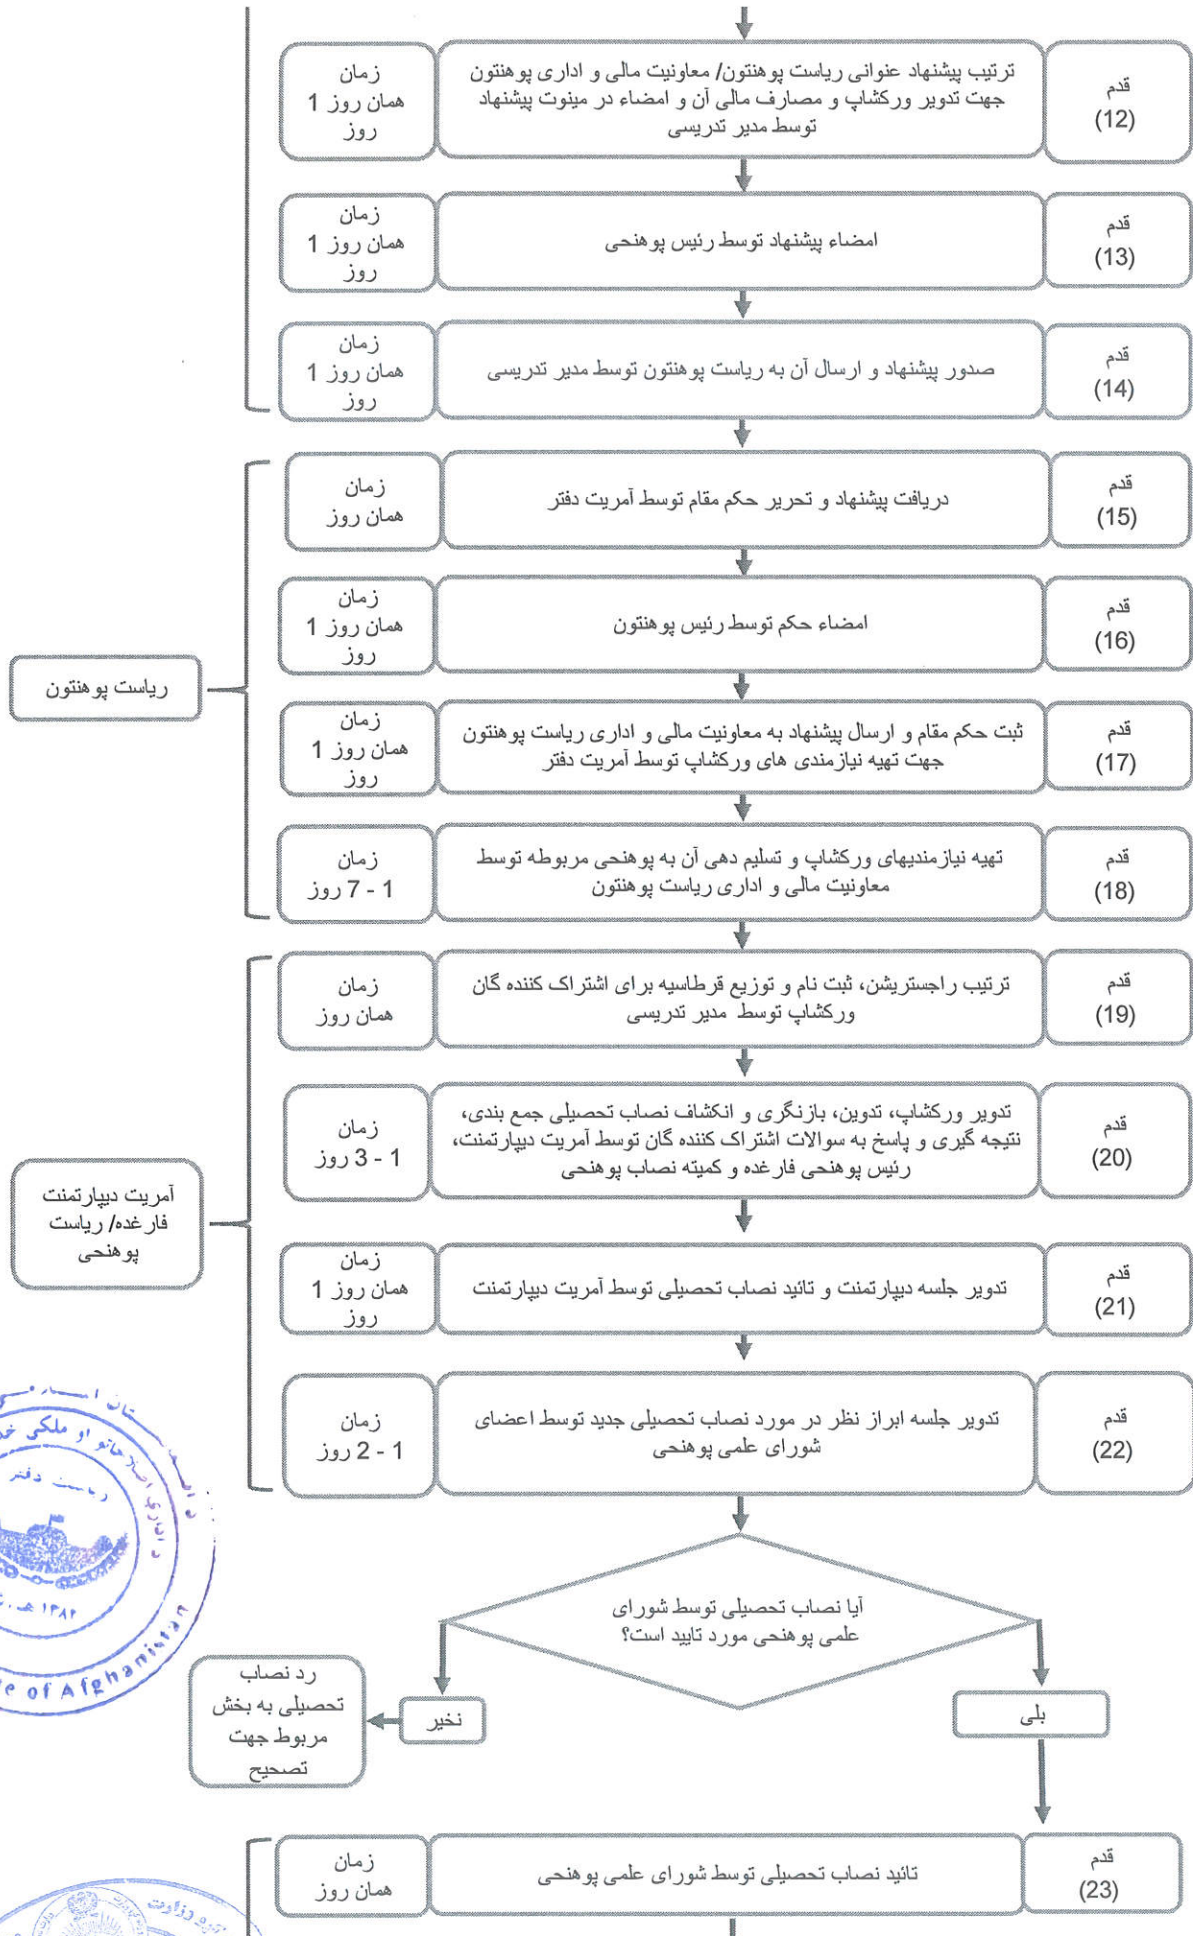 قدم
(12)
ترتیب پیشنهاد عنوانی ریاست پوهنتون/ معاونیت مالی و اداری پوهنتون
جهت تدویر ورکشاپ و مصارف مالی آن و امضاء در مینوت پیشنهاد
توسط مدیر تدریسی
زمان
همان روز 1
روز
قدم
(13)
امضاء پیشنهاد توسط رئیس پوهنحی
زمان
همان روز 1
روز
قدم
(14)
صدور پیشنهاد و ارسال آن به ریاست پوهنتون توسط مدیر تدریسی
زمان
همان روز 1
روز
قدم
(15)
دریافت پیشنهاد و تحریر حکم مقام توسط آمریت دفتر
زمان
همان روز
قدم
(16)
امضاء حکم توسط رئیس پوهنتون
زمان
همان روز 1
روز
ریاست پوهنتون
قدم
(17)
ثبت حکم مقام و ارسال پیشنهاد به معاونیت مالی و اداری ریاست پوهنتون
جهت تهیه نیازمندی های ورکشاپ توسط آمریت دفتر
زمان
همان روز 1
روز
قدم
(18)
تهیه نیازمندیهای ورکشاپ و تسلیم دهی آن به پوهنحی مربوطه توسط
معاونیت مالی و اداری ریاست پوهنتون
زمان
1 - 7 روز
قدم
(19)
ترتیب راجستریشن، ثبت نام و توزیع قرطاسیه برای اشتراک کننده گان
ورکشاپ توسط مدیر تدریسی
زمان
همان روز
قدم
(20)
تدویر ورکشاپ، تدوین، بازنگری و انکشاف نصاب تحصیلی جمع بندی،
نتیجه گیری و پاسخ به سوالات اشتراک کننده گان توسط آمریت دیپارتمنت،
رئیس پوهنحی فارغده و کمیته نصاب پوهنحی
زمان
1 - 3 روز
آمریت دیپارتمنت
فارغده/ ریاست
پوهنحی
قدم
(21)
تدویر جلسه دیپارتمنت و تائید نصاب تحصیلی توسط آمریت دیپارتمنت
زمان
همان روز 1
روز
قدم
(22)
تدویر جلسه ابراز نظر در مورد نصاب تحصیلی جدید توسط اعضای
شورای علمی پوهنحی
زمان
1 - 2 روز
ریاست دفتر
۱۳۸۲ هـ
of Afghanistan
آیا نصاب تحصیلی توسط شورای
علمی پوهنحی مورد تایید است؟
بلی
نخیر
رد نصاب
تحصیلی به بخش
مربوط جهت
تصحیح
قدم
(23)
تائید نصاب تحصیلی توسط شورای علمی پوهنحی
زمان
همان روز
وزارت